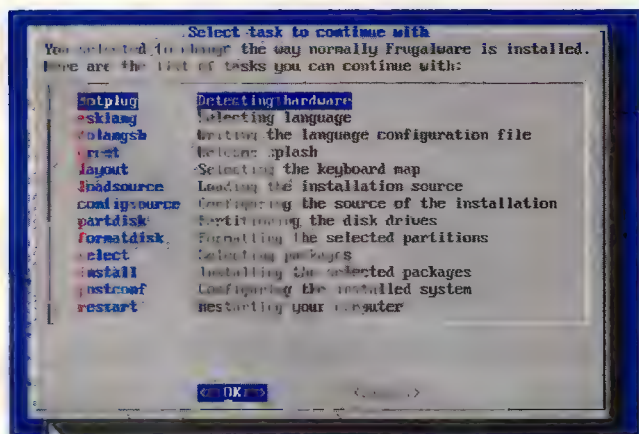 Select task to continue with
You selected to change the way normally Frugalware is installed.
Here are the list of tasks you can continue with:
hotplug Detecting hardware
asklang Selecting language
Writing the language configuration file
greet Welcome splash
layout Selecting the keyboard map
loadsource Loading the installation source
configsource Configuring the source of the installation
partdisk Partitioning the disk drives
formatdisk Formatting the selected partitions
select Selecting packages
install Installing the selected packages
postconf Configuring the installed system
restart Restarting your computer
< OK >